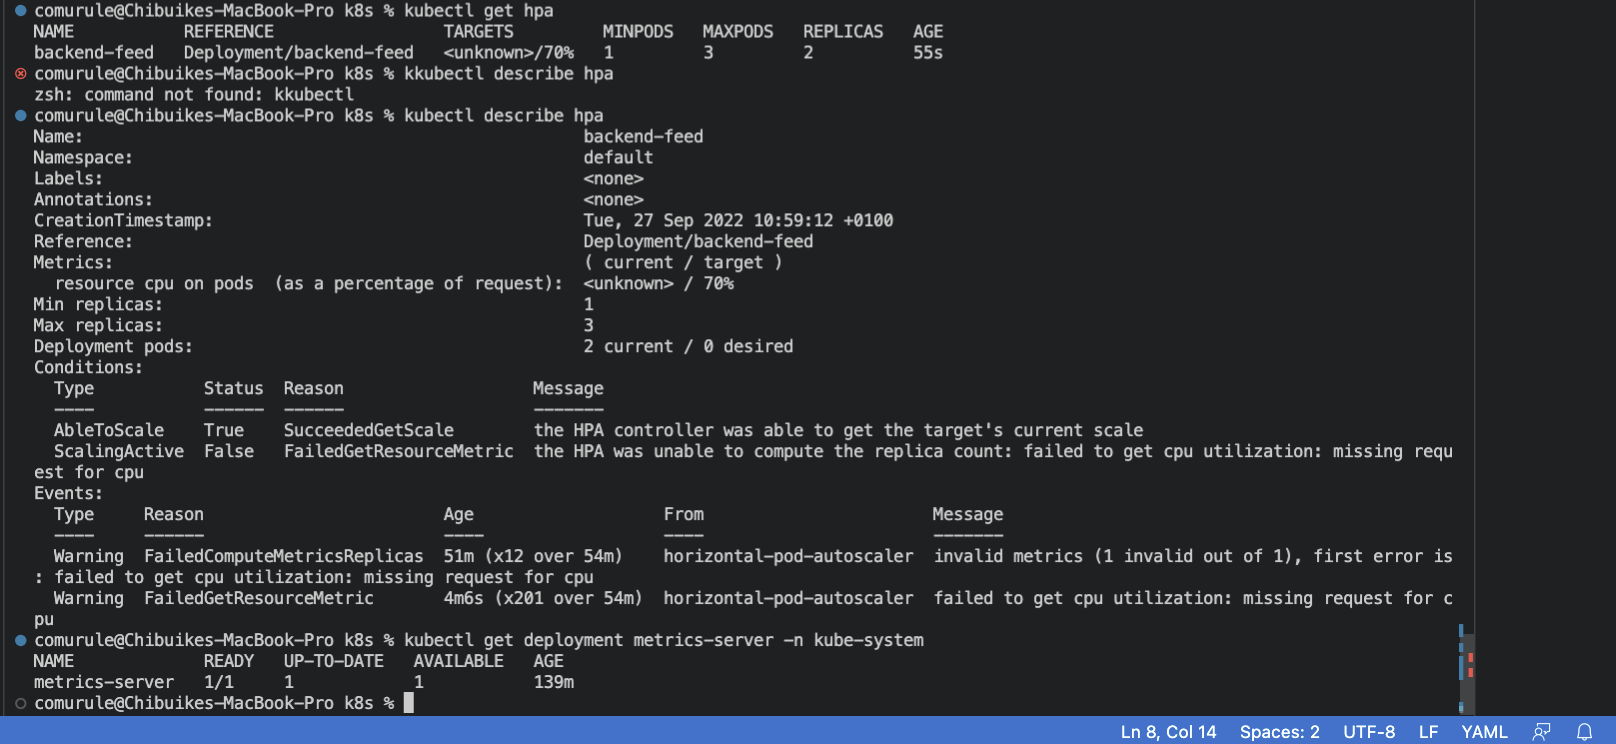 comurule@Chibuikes-MacBook-Pro k8s % kubectl get hpa
NAME REFERENCE TARGETS MINPODS MAXPODS REPLICAS AGE
backend-feed Deployment/backend-feed <unknown>/70% 1 3 2 55s
comurule@Chibuikes-MacBook-Pro k8s % kkubectl describe hpa
zsh: command not found: kkubectl
comurule@Chibuikes-MacBook-Pro k8s % kubectl describe hpa
Name: backend-feed
Namespace: default
Labels: <none>
Annotations: <none>
CreationTimestamp: Tue, 27 Sep 2022 10:59:12 +0100
Reference: Deployment/backend-feed
Metrics: ( current / target )
resource cpu on pods (as a percentage of request): <unknown> / 70%
Min replicas: 1
Max replicas: 3
Deployment pods: 2 current / 0 desired
Conditions:
Type Status Reason Message
---- ------ ------ -------
AbleToScale True SucceededGetScale the HPA controller was able to get the target's current scale
ScalingActive False FailedGetResourceMetric the HPA was unable to compute the replica count: failed to get cpu utilization: missing requ
est for cpu
Events:
Type Reason Age From Message
---- ------ ---- ---- -------
Warning FailedComputeMetricsReplicas 51m (x12 over 54m) horizontal-pod-autoscaler invalid metrics (1 invalid out of 1), first error is
: failed to get cpu utilization: missing request for cpu
Warning FailedGetResourceMetric 4m6s (x201 over 54m) horizontal-pod-autoscaler failed to get cpu utilization: missing request for c
pu
comurule@Chibuikes-MacBook-Pro k8s % kubectl get deployment metrics-server -n kube-system
NAME READY UP-TO-DATE AVAILABLE AGE
metrics-server 1/1 1 1 139m
comurule@Chibuikes-MacBook-Pro k8s %
Ln 8, Col 14 Spaces: 2 UTF-8 LF YAML